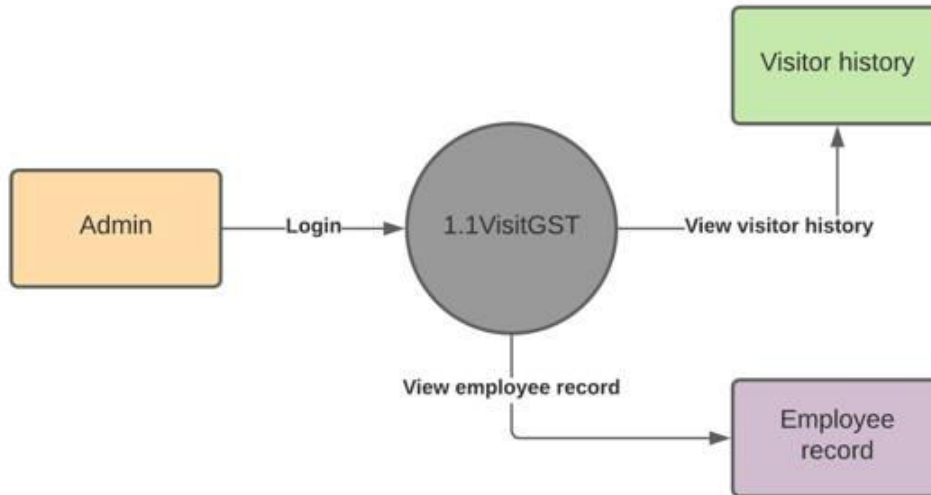 Visitor history
Admin
Login
1.1VisitGST
View visitor history
View employee record
Employee
record